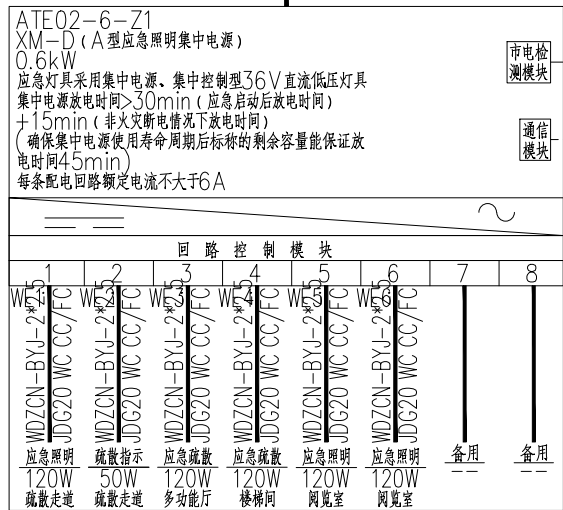 ATE02-6-Z1
XM-D(A型应急照明集中电源)
0.6kW
应急灯具采用集中电源、集中控制型36V直流低压灯具
集中电源放电时间>30min(应急启动后放电时间)
+15min(非火灾断电情况下放电时间)
(确保集中电源使用寿命周期后标称的剩余容量能保证放
电时间45min)
每条配电回路额定电流不大于6A
市电检
测模块
通信
模块
回路控制模块
1 2 3 4 5 6 7 8
WE1 WE2 WE3 WE4 WE5 WE6
WDZCN-BYJ-2*2.5
JDG20 WC CC/FC
WDZCN-BYJ-2*2.5
JDG20 WC CC/FC
WDZCN-BYJ-2*2.5
JDG20 WC CC/FC
WDZCN-BYJ-2*2.5
JDG20 WC CC/FC
WDZCN-BYJ-2*2.5
JDG20 WC CC/FC
WDZCN-BYJ-2*2.5
JDG20 WC CC/FC
应急照明 疏散指示 应急疏散 应急疏散 应急照明 应急照明 备用 备用
120W 50W 120W 120W 120W 120W -- --
疏散走道 疏散走道 多功能厅 楼梯间 阅览室 阅览室